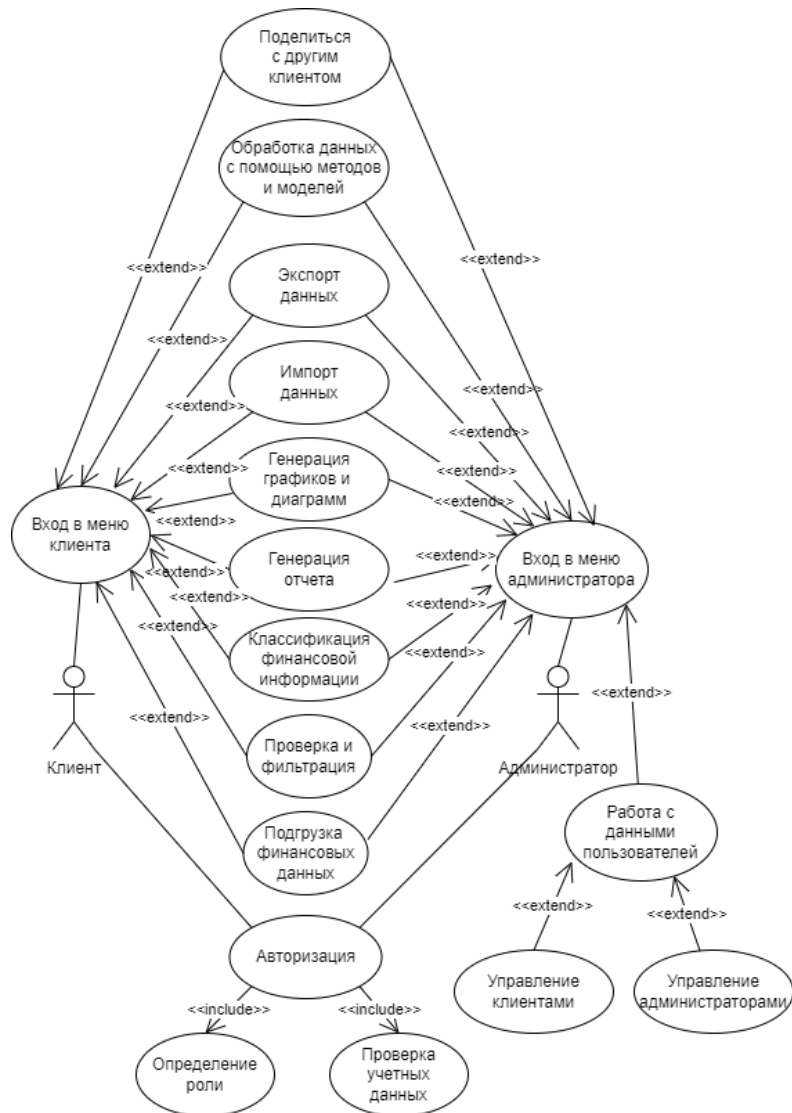 Поделиться
с другим
клиентом
Обработка данных
с помощью методов
и моделей
<<extend>>
<<extend>>
Экспорт
данных
<<extend>>
Импорт
данных
<<extend>>
<<extend>>
<<extend>>
Генерация
графиков и
диаграмм
<<extend>>
<<extend>>
<<extend>>
Вход в меню
клиента
<<extend>>
Генерация
отчета
<<extend>>
Вход в меню
администратора
<<extend>>
<<extend>>
<<extend>>
Классификация
финансовой
информации
<<extend>>
<<extend>>
<<extend>>
<<extend>>
<<extend>>
Проверка и
фильтрация
Клиент
Администратор
Подгрузка
финансовых
данных
Работа с
данными
пользователей
<<extend>>
<<extend>>
Авторизация
Управление
клиентами
Управление
администраторами
<<include>>
<<include>>
Определение
роли
Проверка
учетных
данных